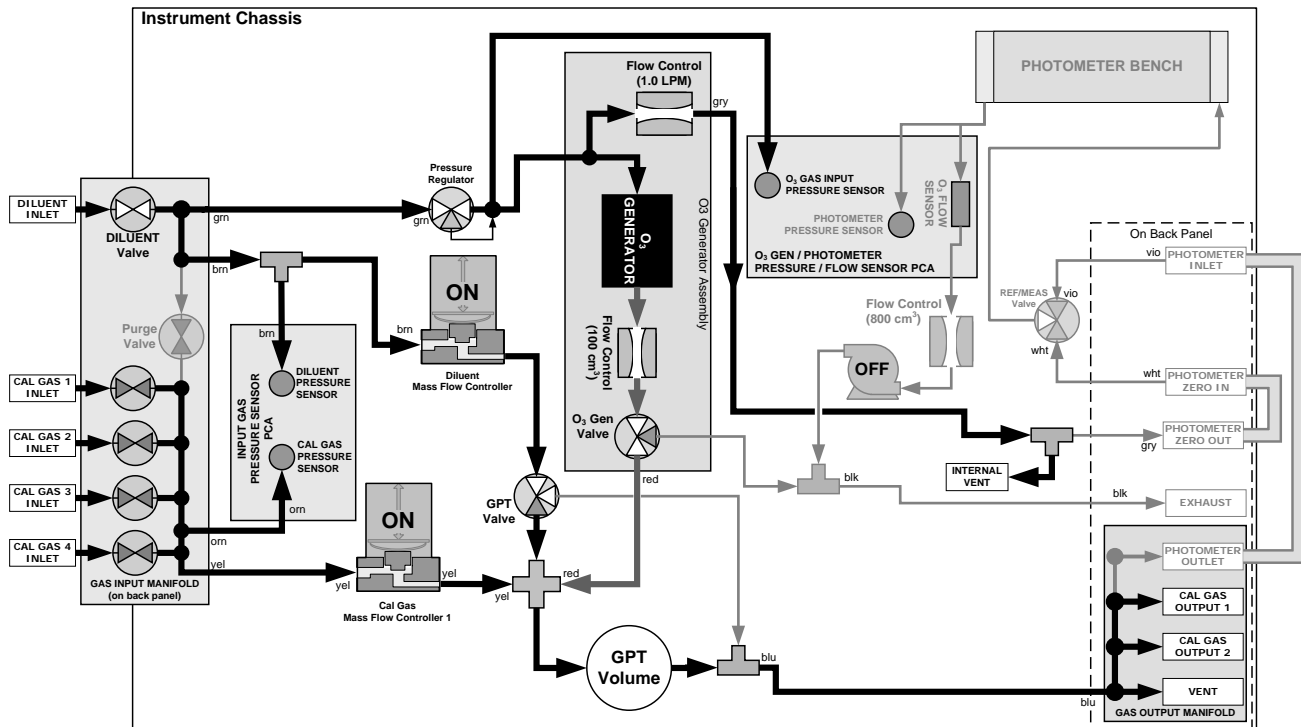 Instrument Chassis
Flow Control
(1.0 LPM)
gry
PHOTOMETER BENCH
Pressure
Regulator
grn
grn
DILUENT
INLET
DILUENT
Valve
brn
O3
GENERATOR
O3 Generator Assembly
O3 GAS INPUT
PRESSURE SENSOR
PHOTOMETER
PRESSURE SENSOR
O3 FLOW
SENSOR
O3 GEN / PHOTOMETER
PRESSURE / FLOW SENSOR PCA
On Back Panel
vio
PHOTOMETER
INLET
REF/MEAS
Valve
vio
wht
wht
PHOTOMETER
ZERO IN
Flow Control
(800 cm3)
OFF
ON
brn
Diluent
Mass Flow Controller
Flow Control
(100 cm3)
Purge
Valve
brn
DILUENT
PRESSURE
SENSOR
INPUT GAS
PRESSURE SENSOR
PCA
CAL GAS
PRESSURE
SENSOR
orn
orn
CAL GAS 1
INLET
CAL GAS 2
INLET
CAL GAS 3
INLET
CAL GAS 4
INLET
GAS INPUT MANIFOLD
(on back panel)
yel
O3 Gen
Valve
red
PHOTOMETER
ZERO OUT
gry
INTERNAL
VENT
blk
blk
EXHAUST
GPT
Valve
ON
yel
yel
yel
red
Cal Gas
Mass Flow Controller 1
GPT
Volume
blu
blu
PHOTOMETER
OUTLET
CAL GAS
OUTPUT 1
CAL GAS
OUTPUT 2
VENT
GAS OUTPUT MANIFOLD